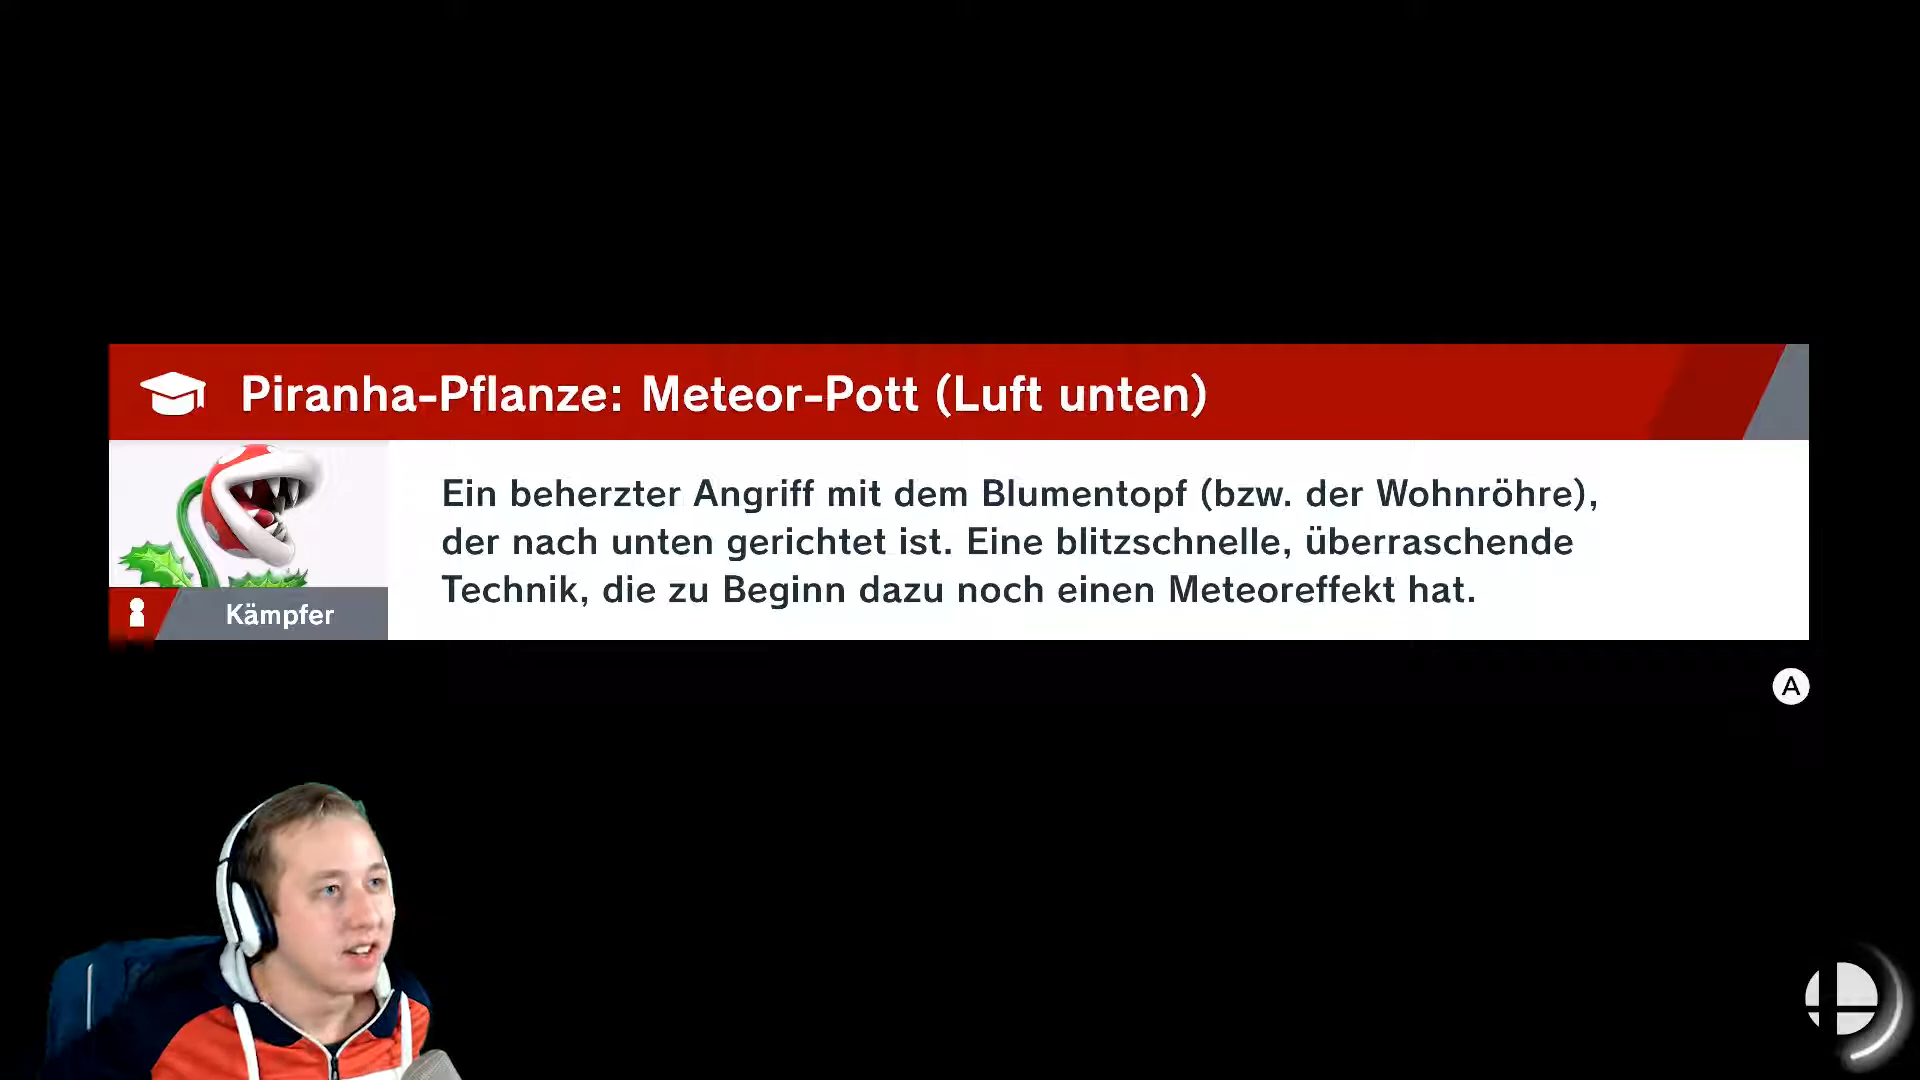 Piranha-Pflanze: Meteor-Pott (Luft unten)
Ein beherzter Angriff mit dem Blumentopf (bzw. der Wohnröhre),
der nach unten gerichtet ist. Eine blitzschnelle, überraschende
Technik, die zu Beginn dazu noch einen Meteoreffekt hat.
Kämpfer
A